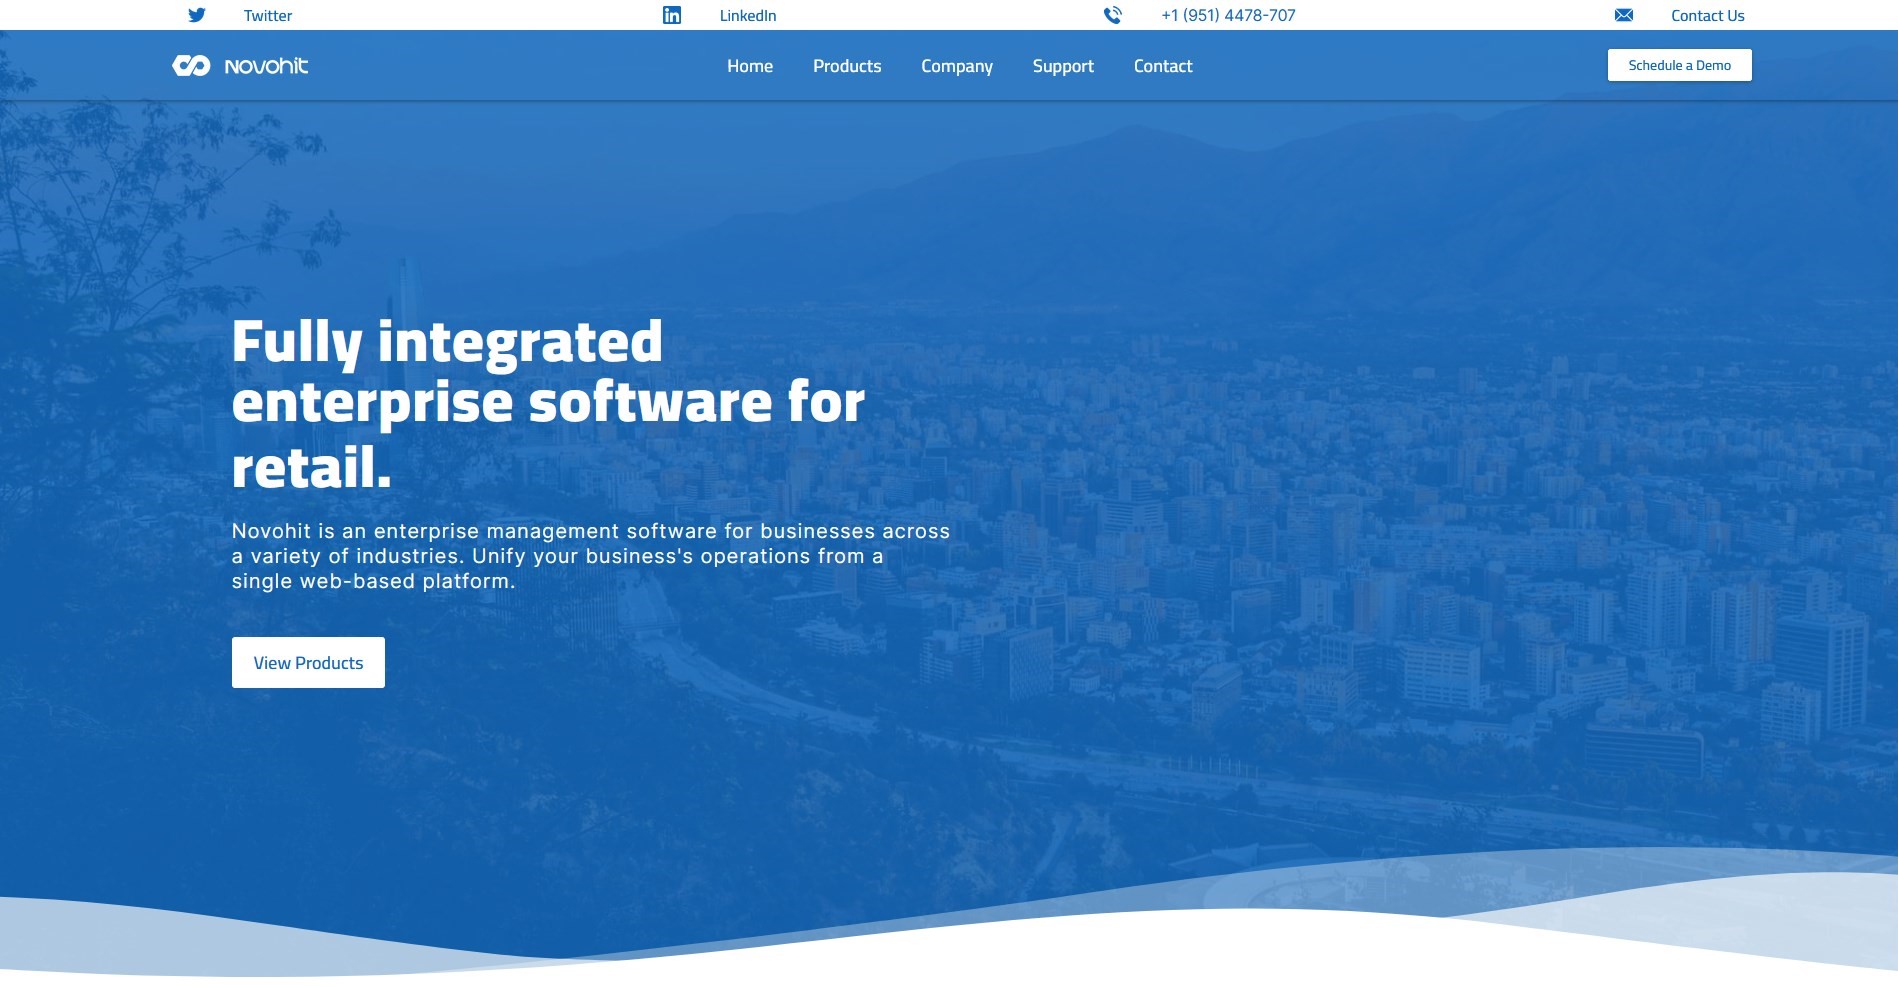 Twitter
LinkedIn
+1 (951) 4478-707
Contact Us
Novohit
Home
Products
Company
Support
Contact
Schedule a Demo
Fully integrated
enterprise software for
retail.
Novohit is an enterprise management software for businesses across
a variety of industries. Unify your business's operations from a
single web-based platform.
View Products